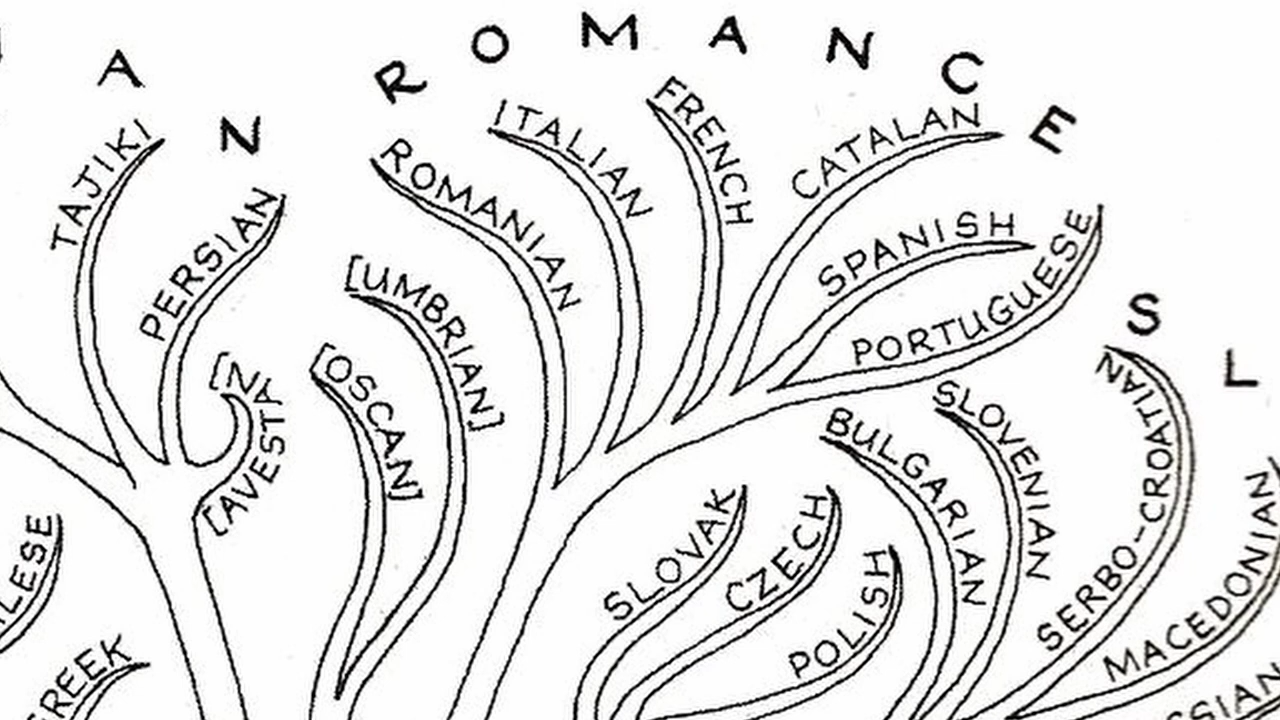 A N
ROMANCE
S L
TAJIKI
PERSIAN
[AVESTAN
[OSCAN]
[UMBRIAN]
ROMANIAN
ITALIAN
FRENCH
CATALAN
SPANISH
PORTUGUESE
SLOVAK
CZECH
POLISH
BULGARIAN
SLOVENIAN
SERBO-CROATIAN
MACEDONIAN